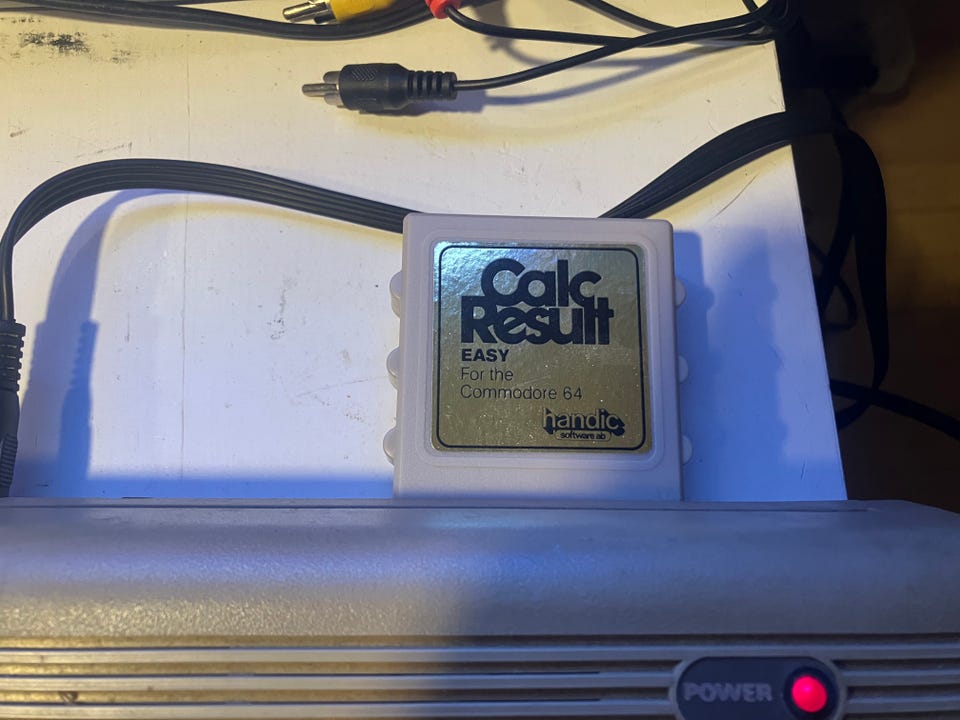 Calc
Result
EASY
For the
Commodore 64
handic
software ab
POWER